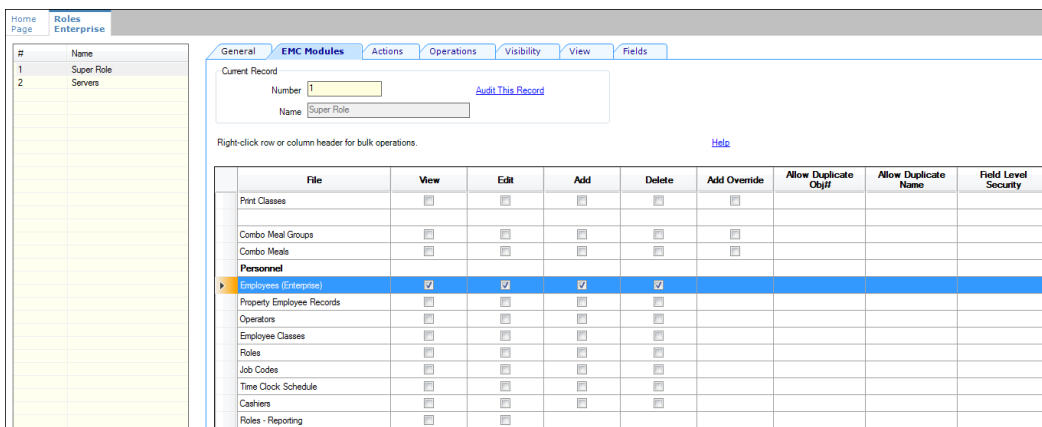 Home Page
Roles Enterprise
# Name
1 Super Role
2 Servers
General EMC Modules Actions Operations Visibility View Fields
Current Record
Number 1 Audit This Record
Name Super Role
Right-click row or column header for bulk operations. Help
File View Edit Add Delete Add Override Allow Duplicate Obj# Allow Duplicate Name Field Level Security
Print Classes
Combo Meal Groups
Combo Meals
Personnel
Employees (Enterprise)
Property Employee Records
Operators
Employee Classes
Roles
Job Codes
Time Clock Schedule
Cashiers
Roles - Reporting